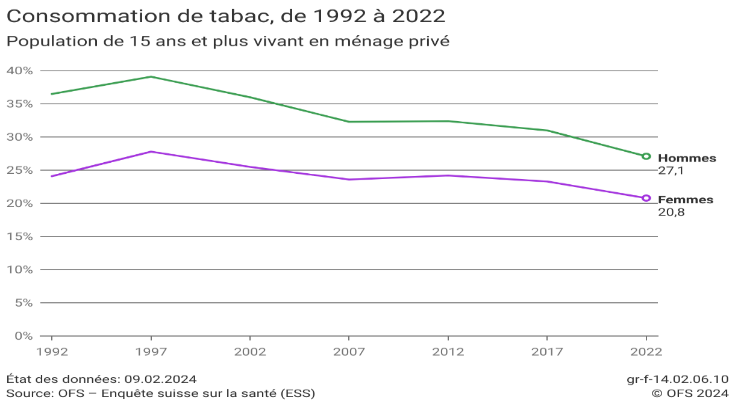 Consommation de tabac, de 1992 à 2022
Population de 15 ans et plus vivant en ménage privé
40%
35%
30%
25%
20%
15%
10%
5%
0%
1992 1997 2002 2007 2012 2017 2022
Hommes
27,1
Femmes
20,8
État des données: 09.02.2024 gr-f-14.02.06.10
Source: OFS – Enquête suisse sur la santé (ESS) © OFS 2024